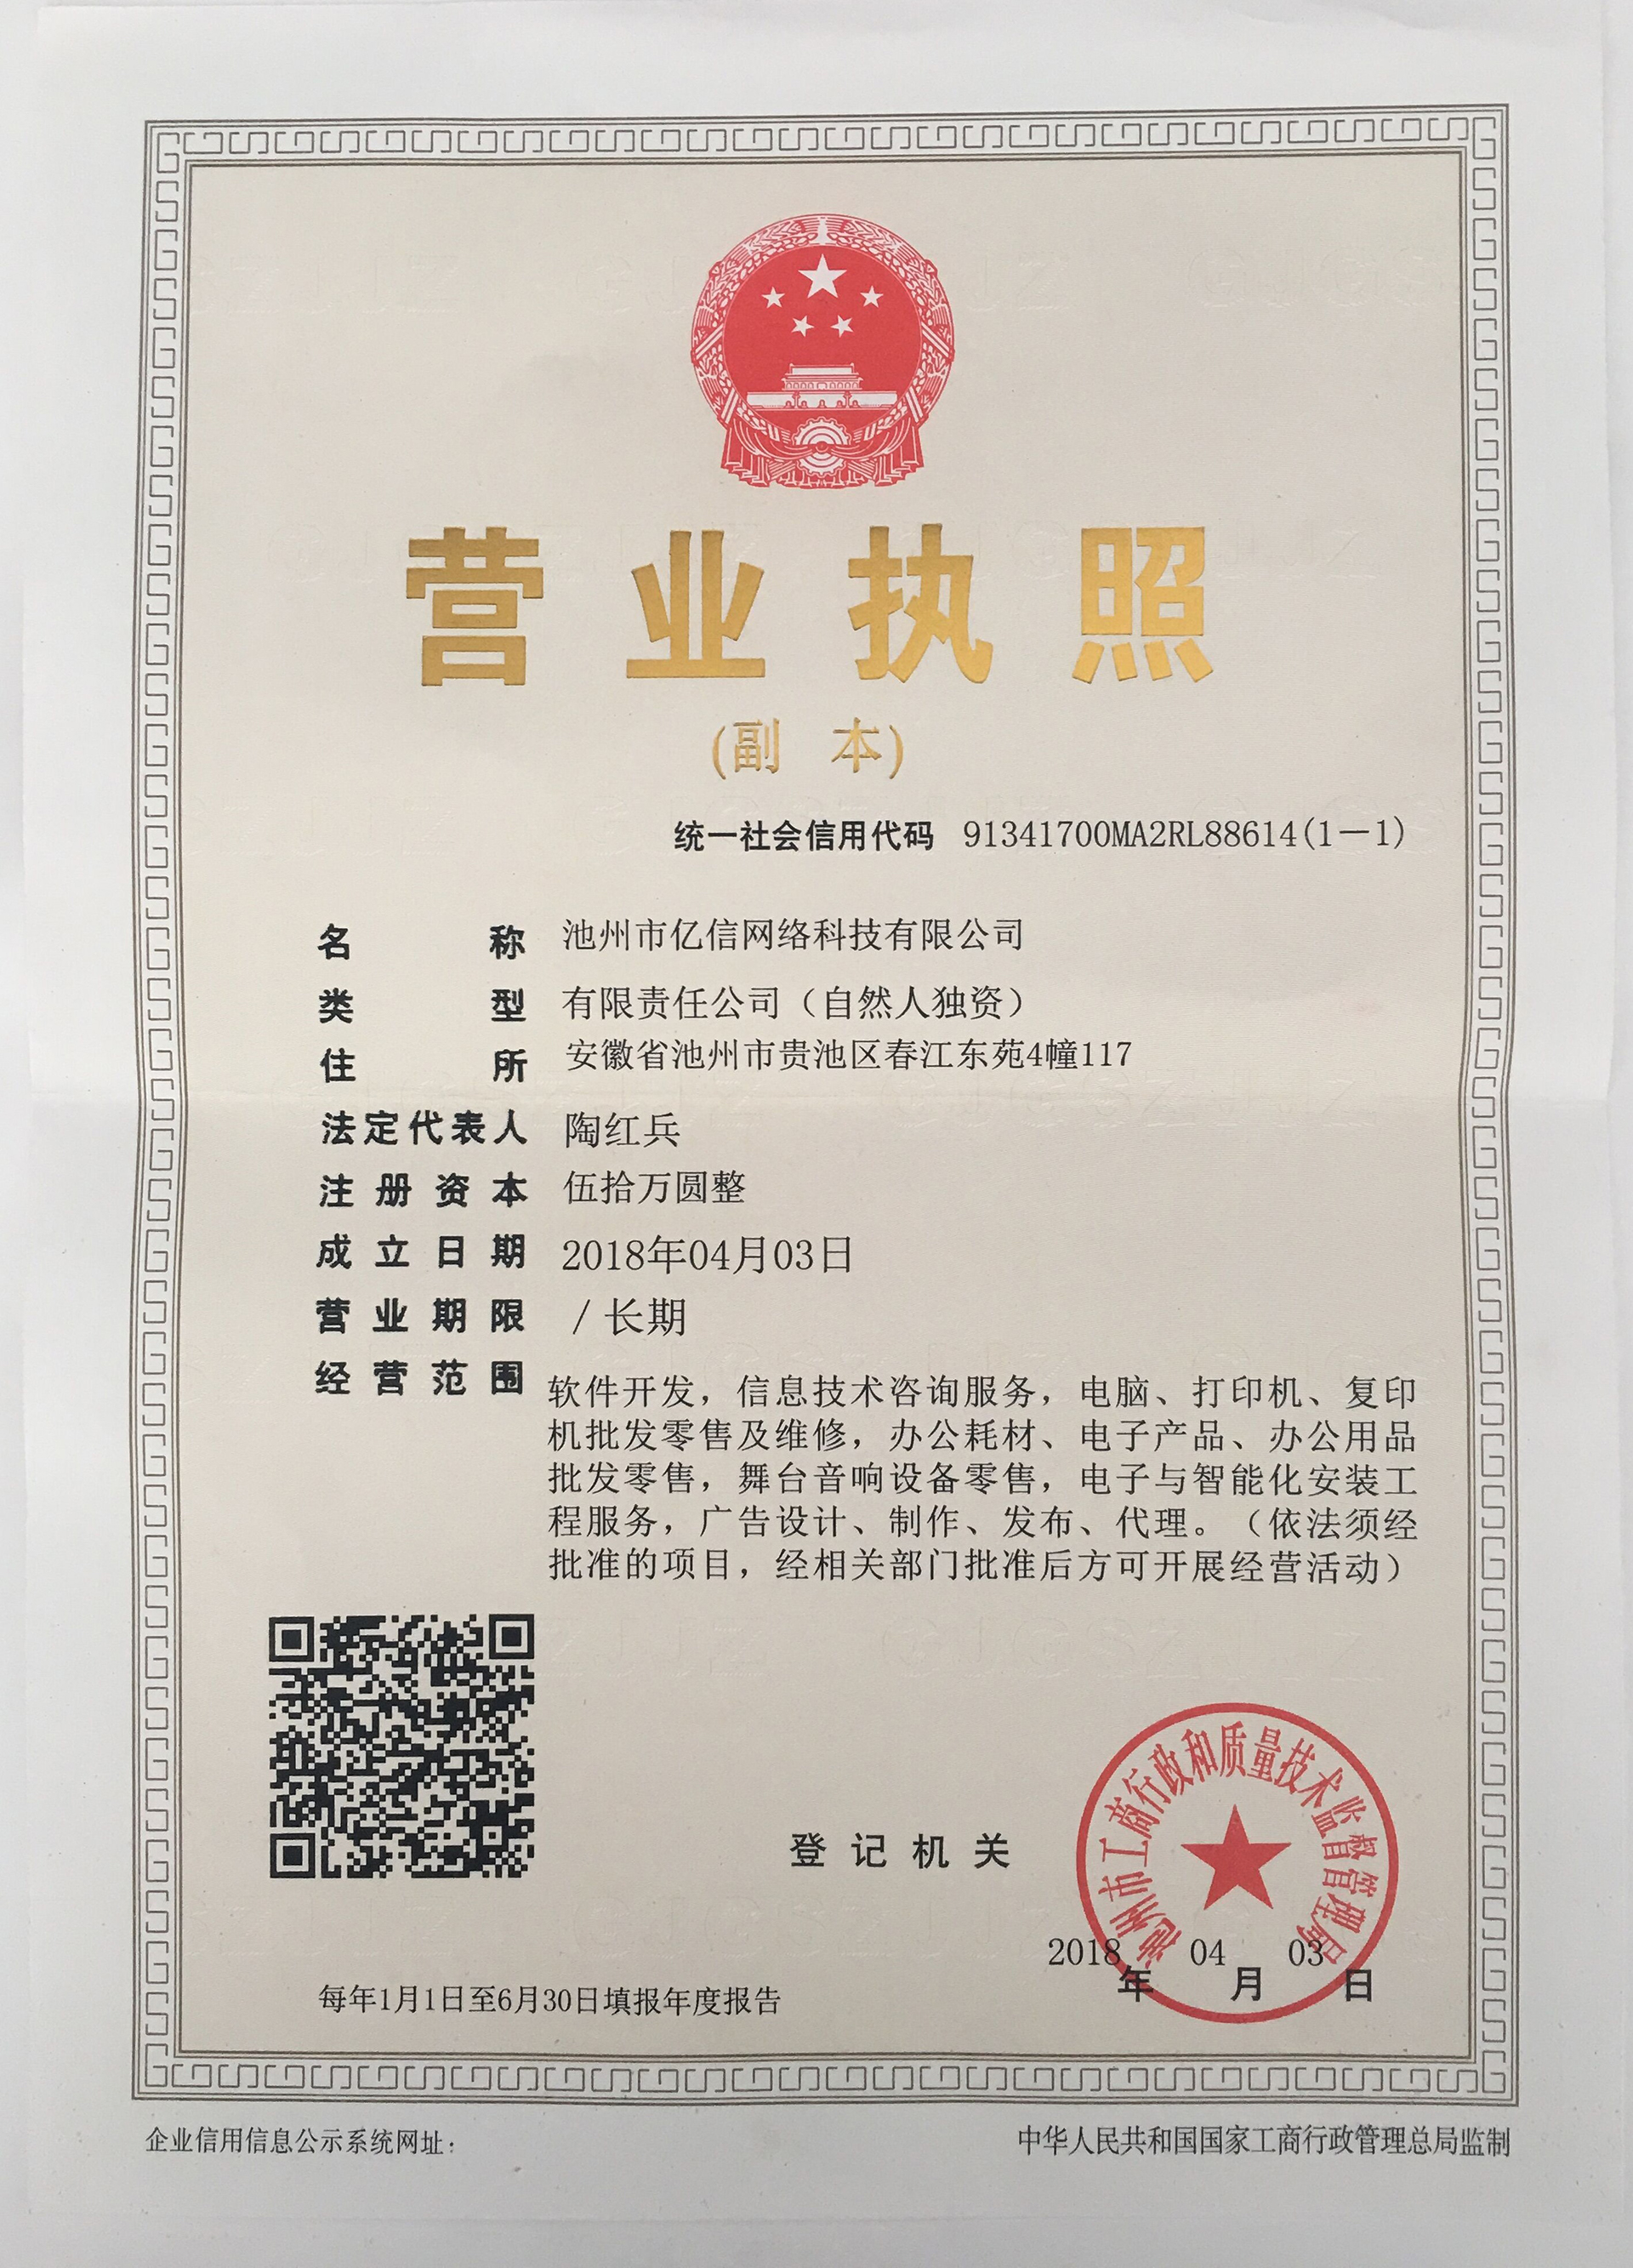 营业执照
(副 本)
统一社会信用代码 91341700MA2RL88614(1－1)
名 称 池州市亿信网络科技有限公司
类 型 有限责任公司（自然人独资）
住 所 安徽省池州市贵池区春江东苑4幢117
法定代表人 陶红兵
注册资本 伍拾万圆整
成立日期 2018年04月03日
营业期限 / 长期
经营范围 软件开发，信息技术咨询服务，电脑、打印机、复印
机批发零售及维修，办公耗材、电子产品、办公用品
批发零售，舞台音响设备零售，电子与智能化安装工
程服务，广告设计、制作、发布、代理。（依法须经
批准的项目，经相关部门批准后方可开展经营活动）
池州市工商行政和质量技术监督管理局
登记机关
2018年04月03日
每年1月1日至6月30日填报年度报告
企业信用信息公示系统网址：
中华人民共和国国家工商行政管理总局监制